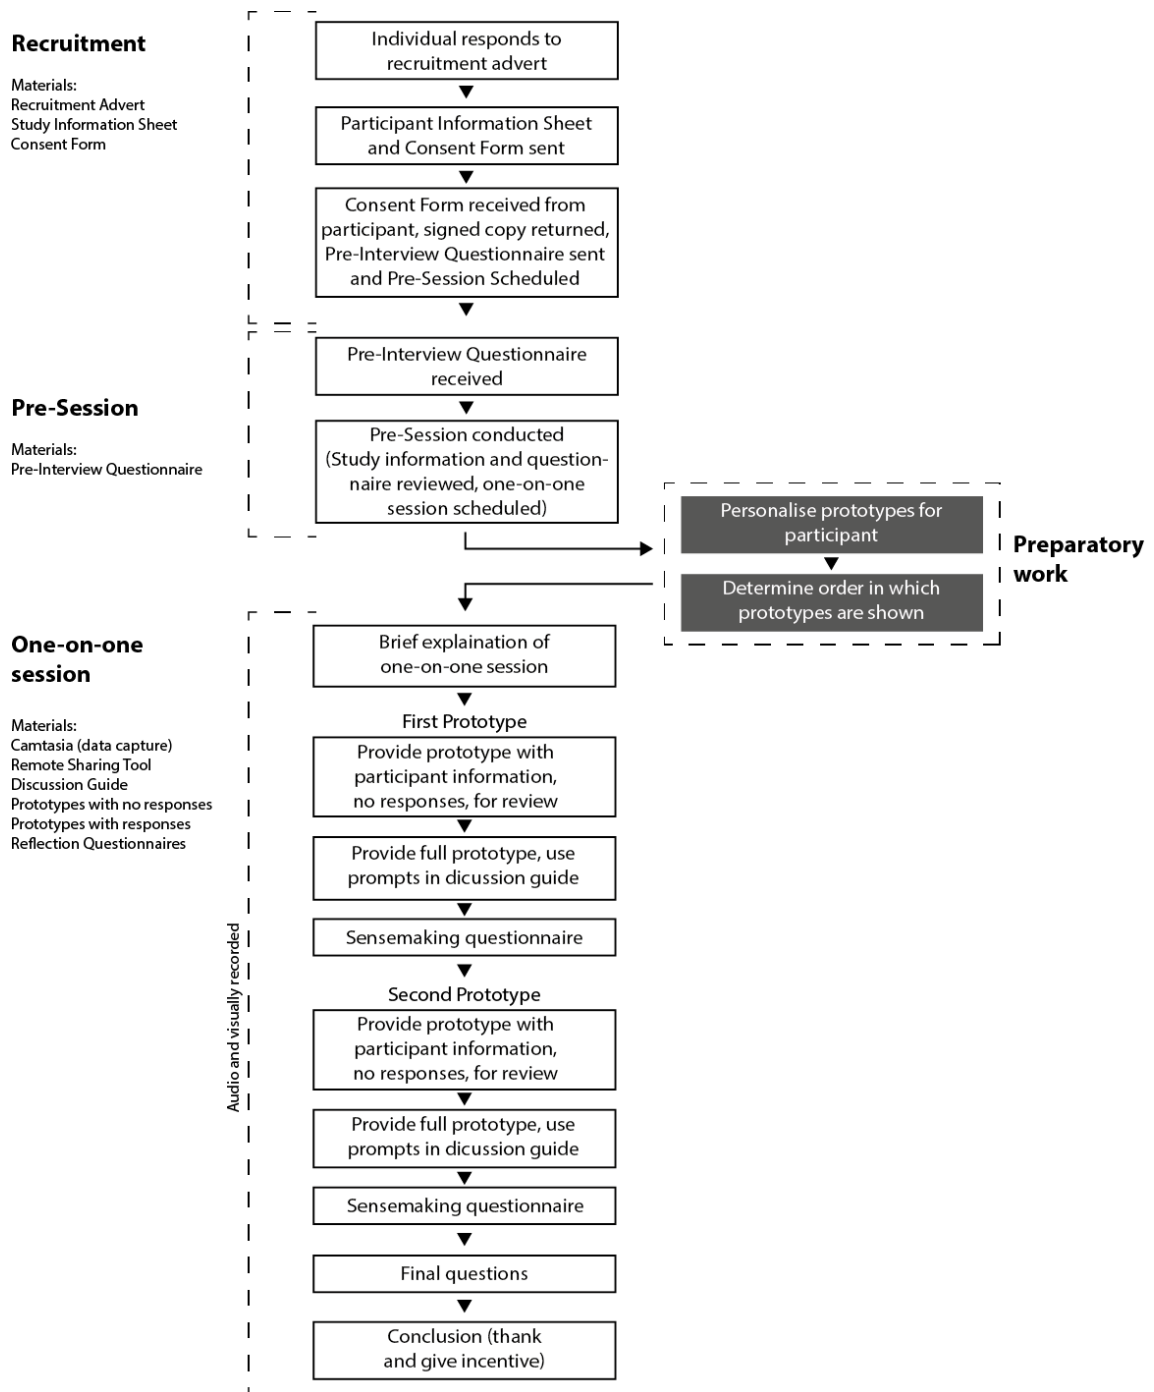 Recruitment
Materials:
Recruitment Advert
Study Information Sheet
Consent Form
Individual responds to
recruitment advert
Participant Information Sheet
and Consent Form sent
Consent Form received from
participant, signed copy returned,
Pre-Interview Questionnaire sent
and Pre-Session Scheduled
Pre-Session
Materials:
Pre-Interview Questionnaire
Pre-Interview Questionnaire
received
Pre-Session conducted
(Study information and question-
naire reviewed, one-on-one
session scheduled)
Personalise prototypes for
participant
Determine order in which
prototypes are shown
Preparatory
work
One-on-one
session
Materials:
Camtasia (data capture)
Remote Sharing Tool
Discussion Guide
Prototypes with no responses
Prototypes with responses
Reflection Questionnaires
Audio and visually recorded
Brief explaination of
one-on-one session
First Prototype
Provide prototype with
participant information,
no responses, for review
Provide full prototype, use
prompts in dicussion guide
Sensemaking questionnaire
Second Prototype
Provide prototype with
participant information,
no responses, for review
Provide full prototype, use
prompts in dicussion guide
Sensemaking questionnaire
Final questions
Conclusion (thank
and give incentive)